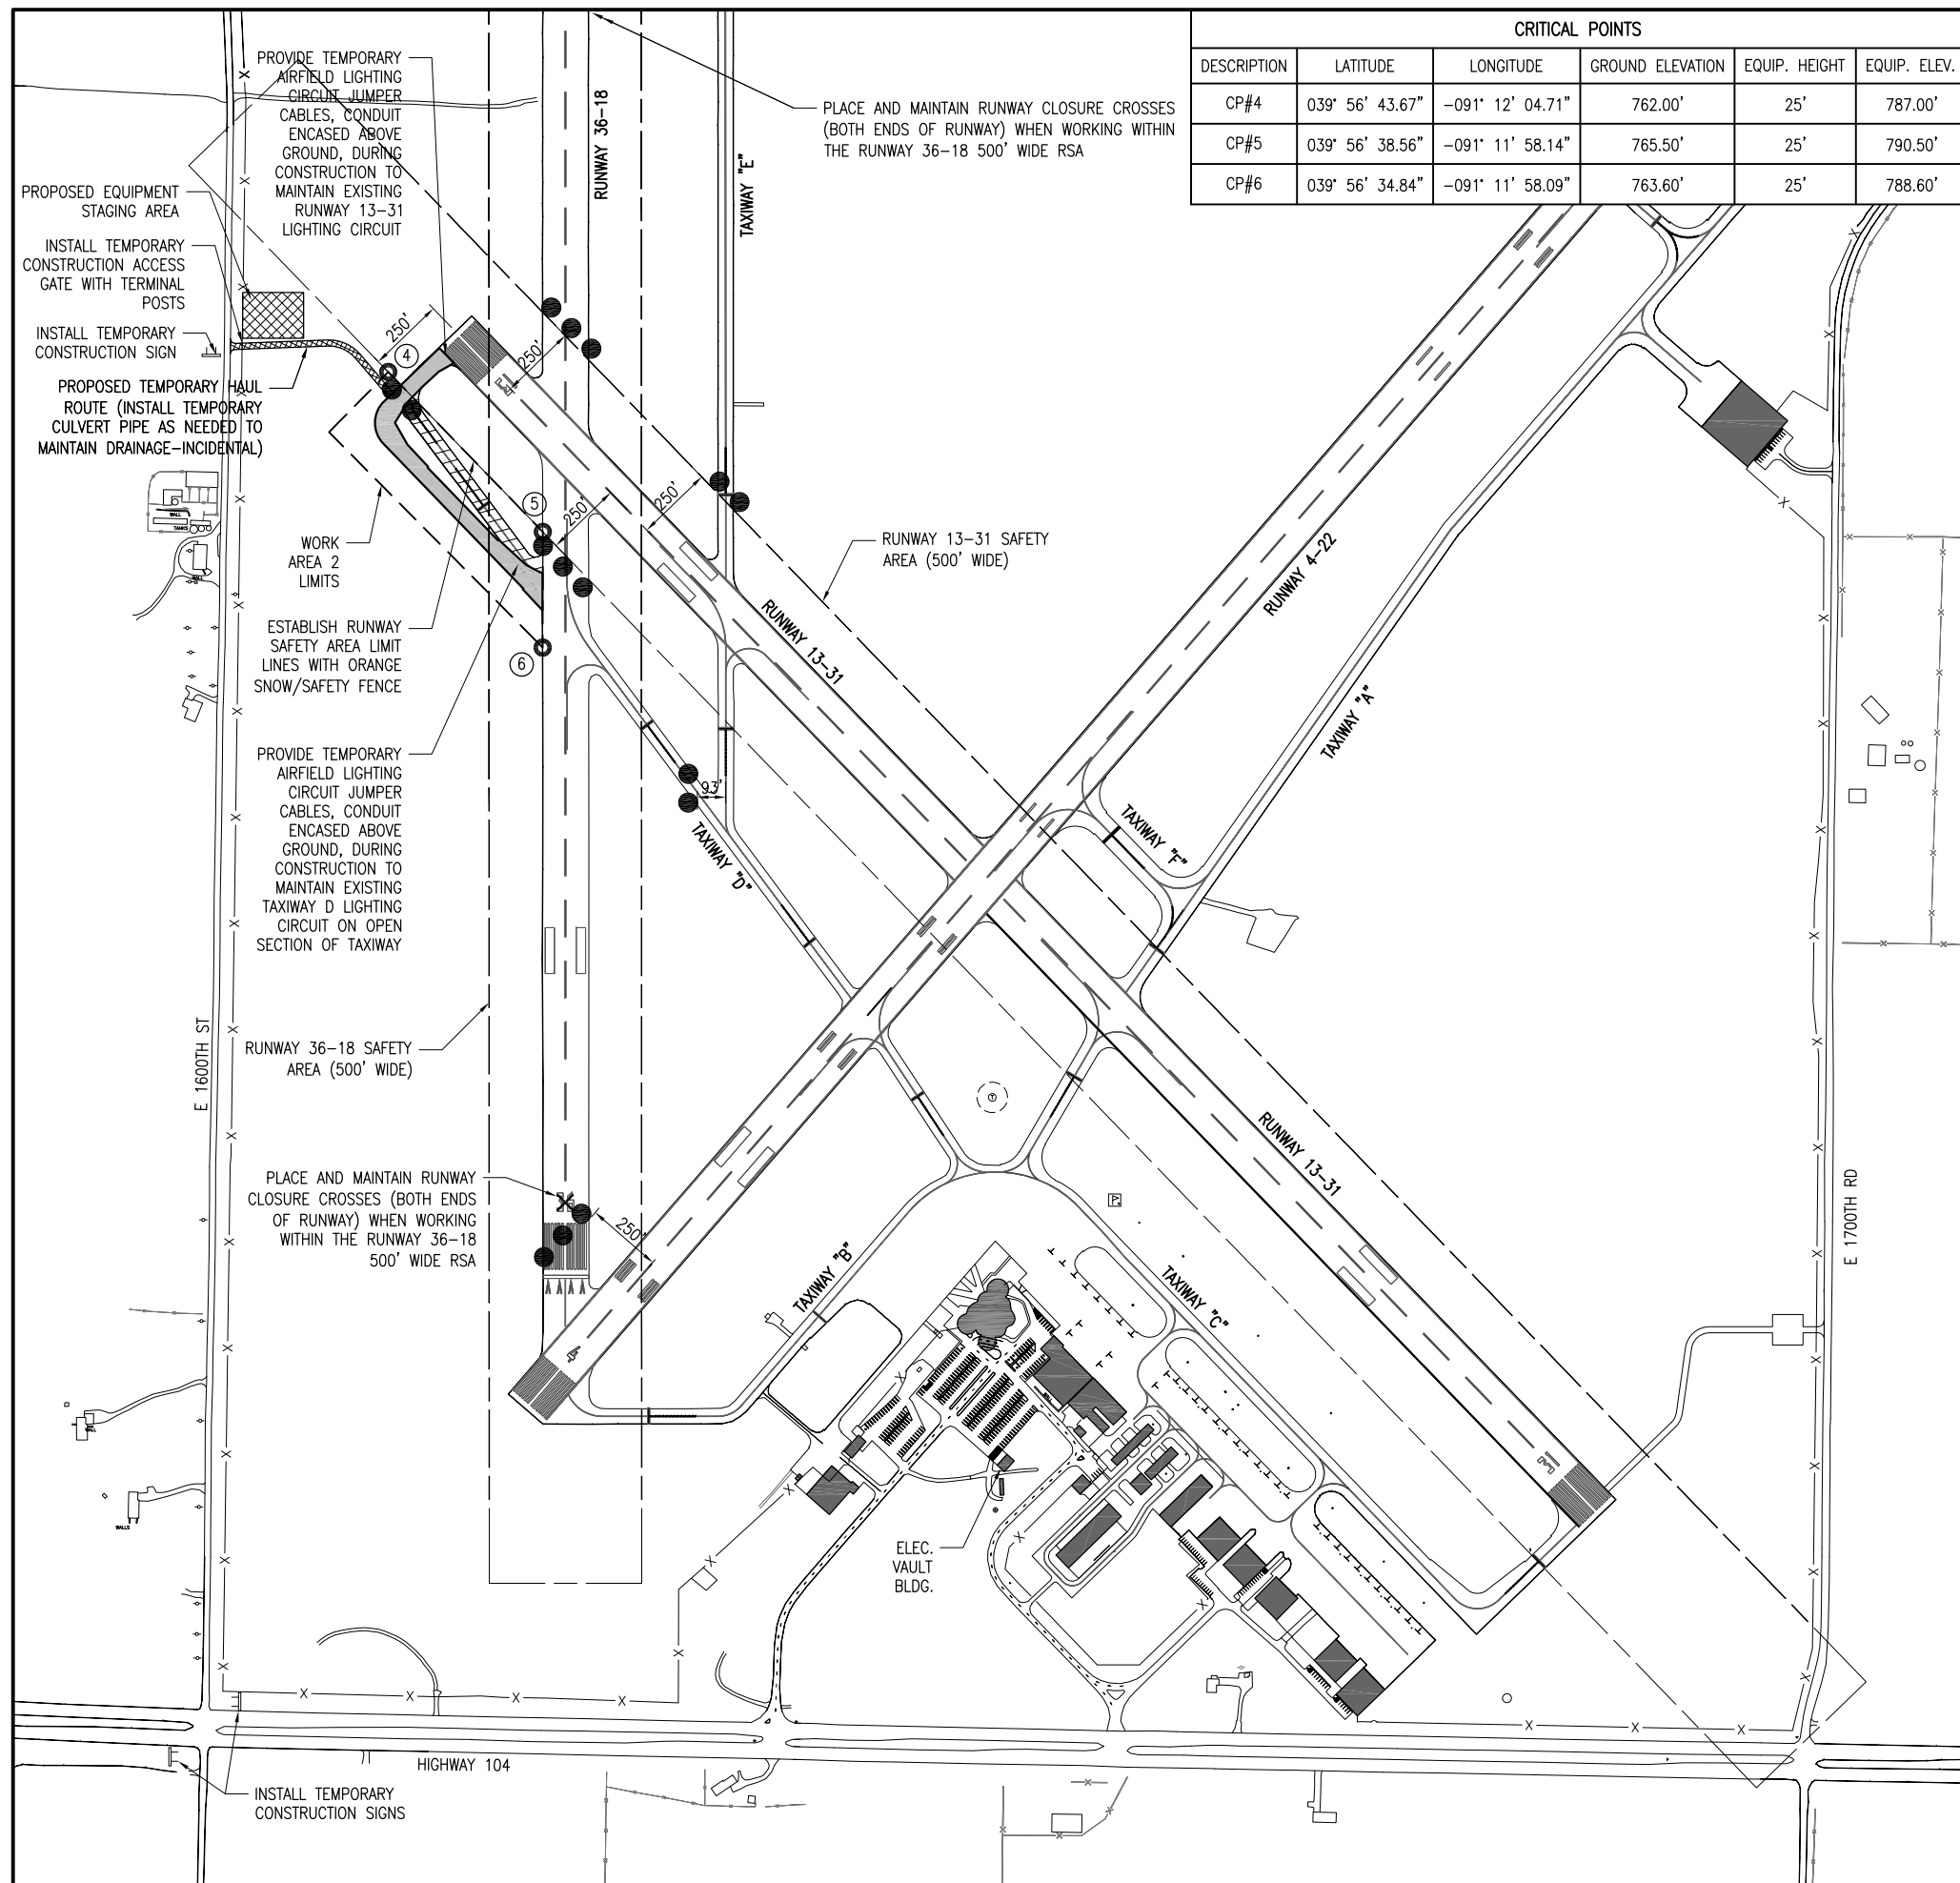 CRITICAL POINTS
DESCRIPTION LATITUDE LONGITUDE GROUND ELEVATION EQUIP. HEIGHT EQUIP. ELEV.
CP#4 039° 56' 43.67" -091° 12' 04.71" 762.00' 25' 787.00'
CP#5 039° 56' 38.56" -091° 11' 58.14" 765.50' 25' 790.50'
CP#6 039° 56' 34.84" -091° 11' 58.09" 763.60' 25' 788.60'
PROVIDE TEMPORARY
AIRFIELD LIGHTING
CIRCUIT JUMPER
CABLES, CONDUIT
ENCASED ABOVE
GROUND, DURING
CONSTRUCTION TO
MAINTAIN EXISTING
RUNWAY 13-31
LIGHTING CIRCUIT
PLACE AND MAINTAIN RUNWAY CLOSURE CROSSES
(BOTH ENDS OF RUNWAY) WHEN WORKING WITHIN
THE RUNWAY 36-18 500' WIDE RSA
RUNWAY 36-18
TAXIWAY "E"
PROPOSED EQUIPMENT
STAGING AREA
INSTALL TEMPORARY
CONSTRUCTION ACCESS
GATE WITH TERMINAL
POSTS
INSTALL TEMPORARY
CONSTRUCTION SIGN
PROPOSED TEMPORARY HAUL
ROUTE (INSTALL TEMPORARY
CULVERT PIPE AS NEEDED TO
MAINTAIN DRAINAGE-INCIDENTAL)
250'
4
250'
13
5
250'
250'
WALL
TANKS
WORK
AREA 2
LIMITS
RUNWAY 13-31 SAFETY
AREA (500' WIDE)
RUNWAY 4-22
RUNWAY 13-31
ESTABLISH RUNWAY
SAFETY AREA LIMIT
LINES WITH ORANGE
SNOW/SAFETY FENCE
6
TAXIWAY "A"
PROVIDE TEMPORARY
AIRFIELD LIGHTING
CIRCUIT JUMPER
CABLES, CONDUIT
ENCASED ABOVE
GROUND, DURING
CONSTRUCTION TO
MAINTAIN EXISTING
TAXIWAY D LIGHTING
CIRCUIT ON OPEN
SECTION OF TAXIWAY
93'
TAXIWAY "D"
TAXIWAY "F"
E 1600TH ST
RUNWAY 36-18 SAFETY
AREA (500' WIDE)
PLACE AND MAINTAIN RUNWAY
CLOSURE CROSSES (BOTH ENDS
OF RUNWAY) WHEN WORKING
WITHIN THE RUNWAY 36-18
500' WIDE RSA
36
250'
RUNWAY 13-31
E 1700TH RD
TAXIWAY "B"
TAXIWAY "C"
4
31
WALL
WALLS
ELEC.
VAULT
BLDG.
HIGHWAY 104
INSTALL TEMPORARY
CONSTRUCTION SIGNS